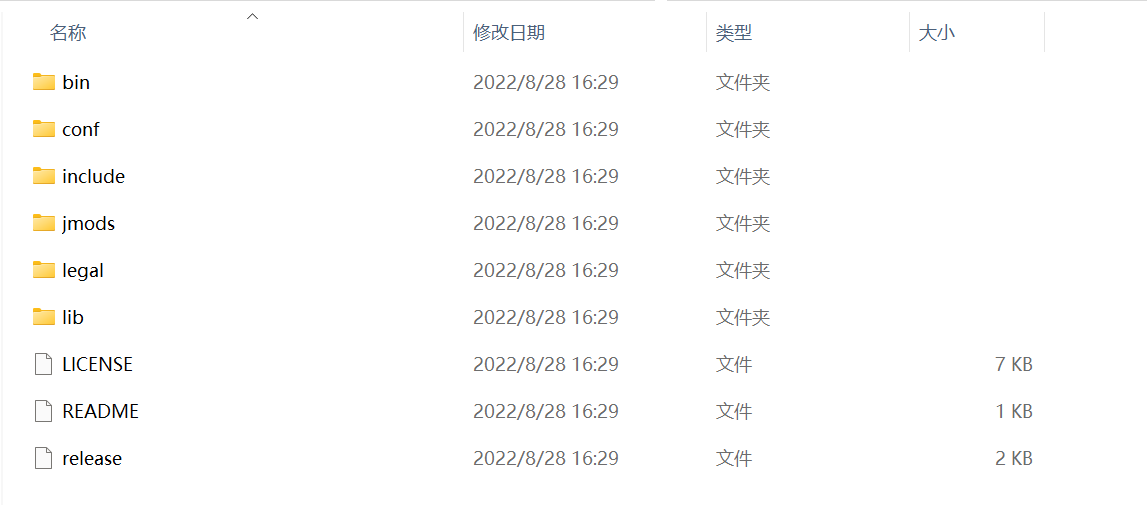 名称 修改日期 类型 大小
bin 2022/8/28 16:29 文件夹
conf 2022/8/28 16:29 文件夹
include 2022/8/28 16:29 文件夹
jmods 2022/8/28 16:29 文件夹
legal 2022/8/28 16:29 文件夹
lib 2022/8/28 16:29 文件夹
LICENSE 2022/8/28 16:29 文件 7 KB
README 2022/8/28 16:29 文件 1 KB
release 2022/8/28 16:29 文件 2 KB